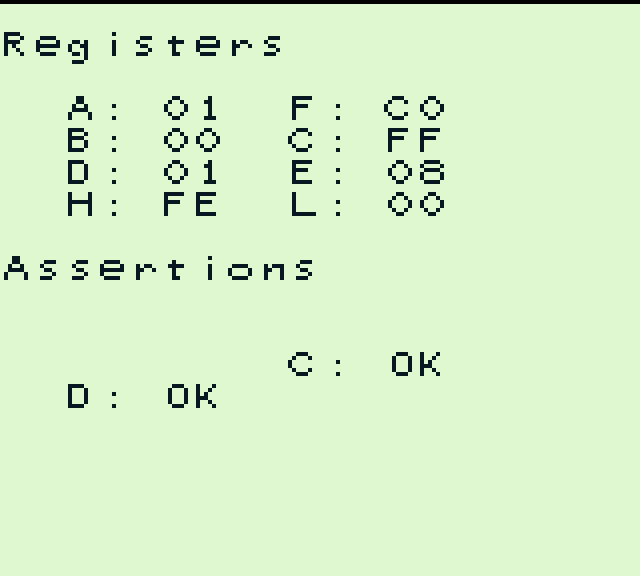 Registers
A: 01 F: C0
B: 00 C: FF
D: 01 E: 08
H: FE L: 00
Assertions
C: OK
D: OK